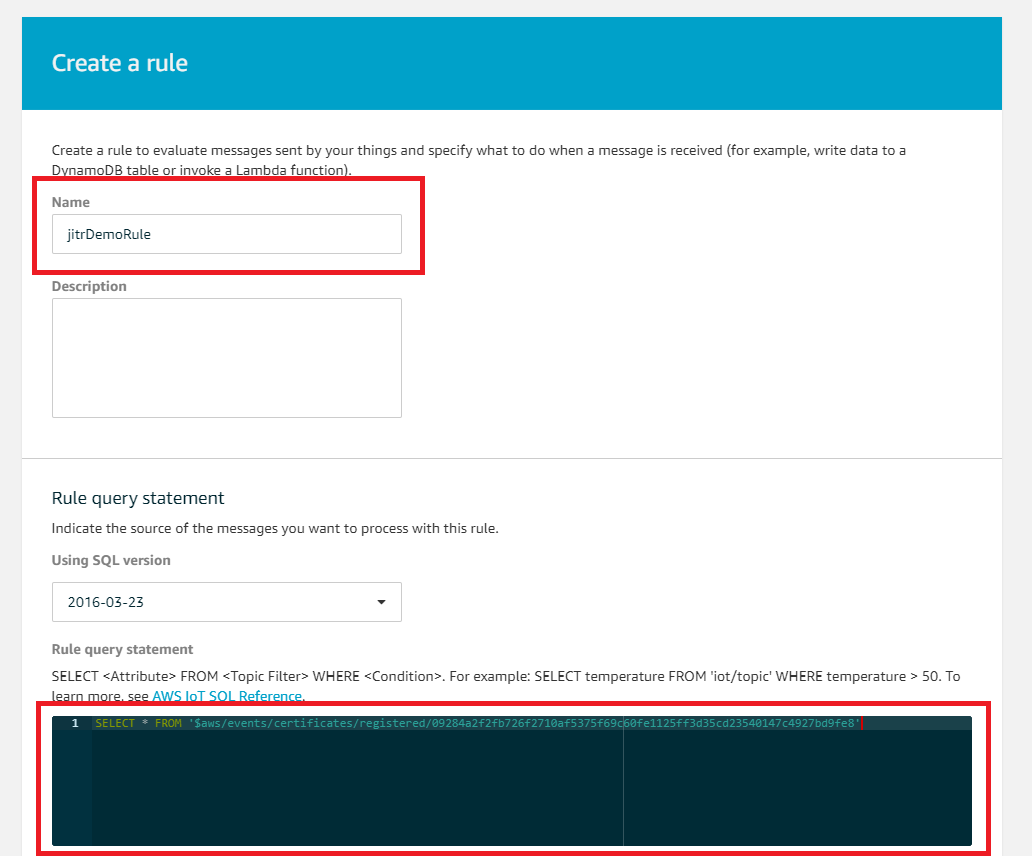 Create a rule
Create a rule to evaluate messages sent by your things and specify what to do when a message is received (for example, write data to a
DynamoDB table or invoke a Lambda function).
Name
jitrDemoRule
Description
Rule query statement
Indicate the source of the messages you want to process with this rule.
Using SQL version
2016-03-23
Rule query statement
SELECT <Attribute> FROM <Topic Filter> WHERE <Condition>. For example: SELECT temperature FROM 'iot/topic' WHERE temperature > 50. To
learn more, see AWS IoT SQL Reference.
1 SELECT * FROM '$aws/events/certificates/registered/09284a2f2fb726f2710af5375f69c60fe1125ff3d35cd23540147c4927bd9fe8'